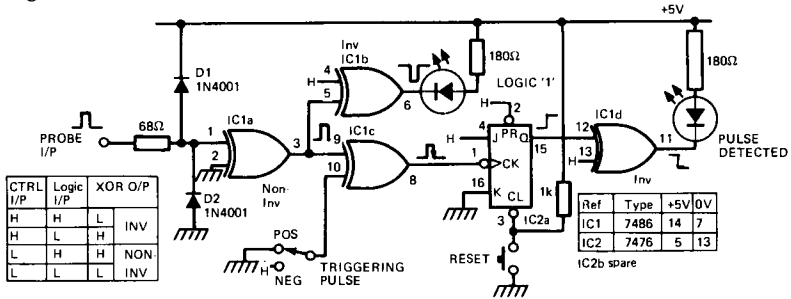 +5V
Inv
IC1b
H
4
5
6
180Ω
LOGIC '1'
180Ω
D1
1N4001
IC1a
PROBE
I/P
68Ω
1
2
3
Non-
Inv
IC1c
9
10
8
H
2
PR
H
4
J
Q
15
1
CK
16
K
CL
3
IC2a
12
13
H
IC1d
11
Inv
PULSE
DETECTED
1k
D2
1N4001
POS
H
NEG
TRIGGERING
PULSE
RESET
CTRL I/P Logic I/P XOR O/P
H H L INV
H L H
L H H NON-
L L L INV
Ref Type +5V 0V
IC1 7486 14 7
IC2 7476 5 13
IC2b spare